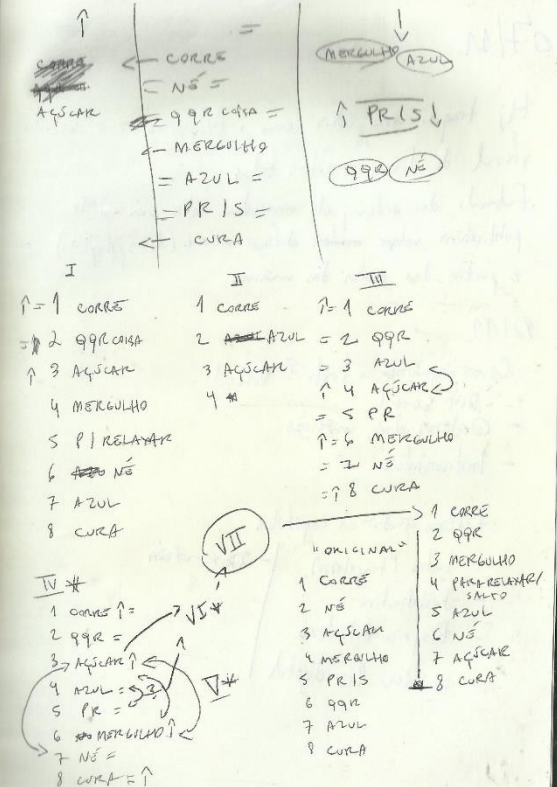 CORRE
AÇÚCAR
CORRE
NÉ =
QQR COISA =
MERGULHO
= AZUL =
= PR/S =
CURA
MERGULHO AZUL
↑ PR/S ↓
QQR NÉ
I
↑= 1 CORRE
= 2 QQR COISA
↑ 3 AÇÚCAR
4 MERGULHO
5 P/ RELAXAR
6 NÉ
7 AZUL
8 CURA
II
1 CORRE
2 AZUL
3 AÇÚCAR
4
III
↑= 1 CORRE
= 2 QQR
= 3 AZUL
↑ 4 AÇÚCAR
= 5 PR
↑= 6 MERGULHO
= 7 NÉ
=↑ 8 CURA
VII
IV *
1 CORRE ↑=
2 QQR =
3 AÇÚCAR ↑
4 AZUL = ?
5 PR =
6 MERGULHO ↑
7 NÉ =
8 CURA = ↑
VI *
V *
"ORIGINAL"
1 CORRE
2 NÉ
3 AÇÚCAR
4 MERGULHO
5 PR/S
6 QQR
7 AZUL
8 CURA
1 CORRE
2 QQR
3 MERGULHO
4 PARA RELAXAR/
SALTO
5 AZUL
6 NÉ
7 AÇÚCAR
8 CURA